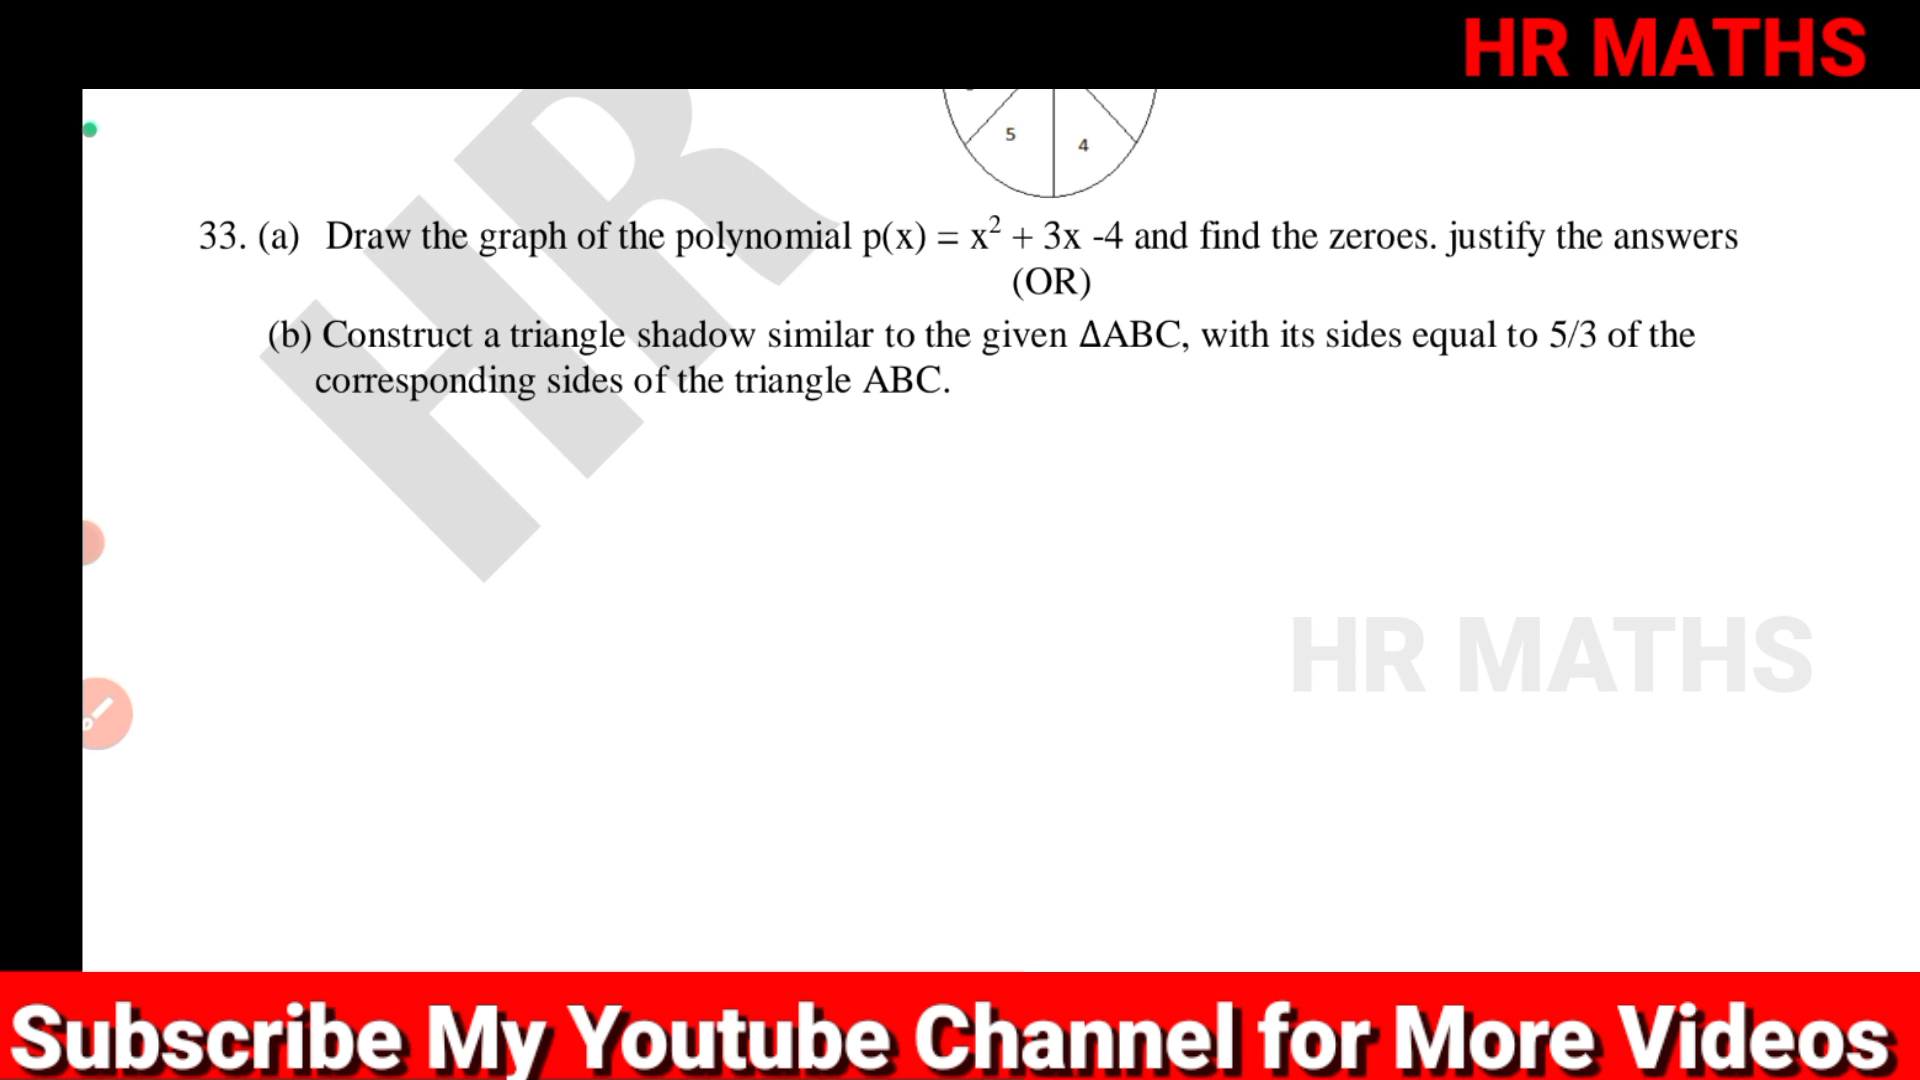 HR MATHS
5
4
33. (a) Draw the graph of the polynomial p(x) = x² + 3x -4 and find the zeroes. justify the answers
(OR)
(b) Construct a triangle shadow similar to the given ΔABC, with its sides equal to 5/3 of the
corresponding sides of the triangle ABC.
HR
HR MATHS
Subscribe My Youtube Channel for More Videos